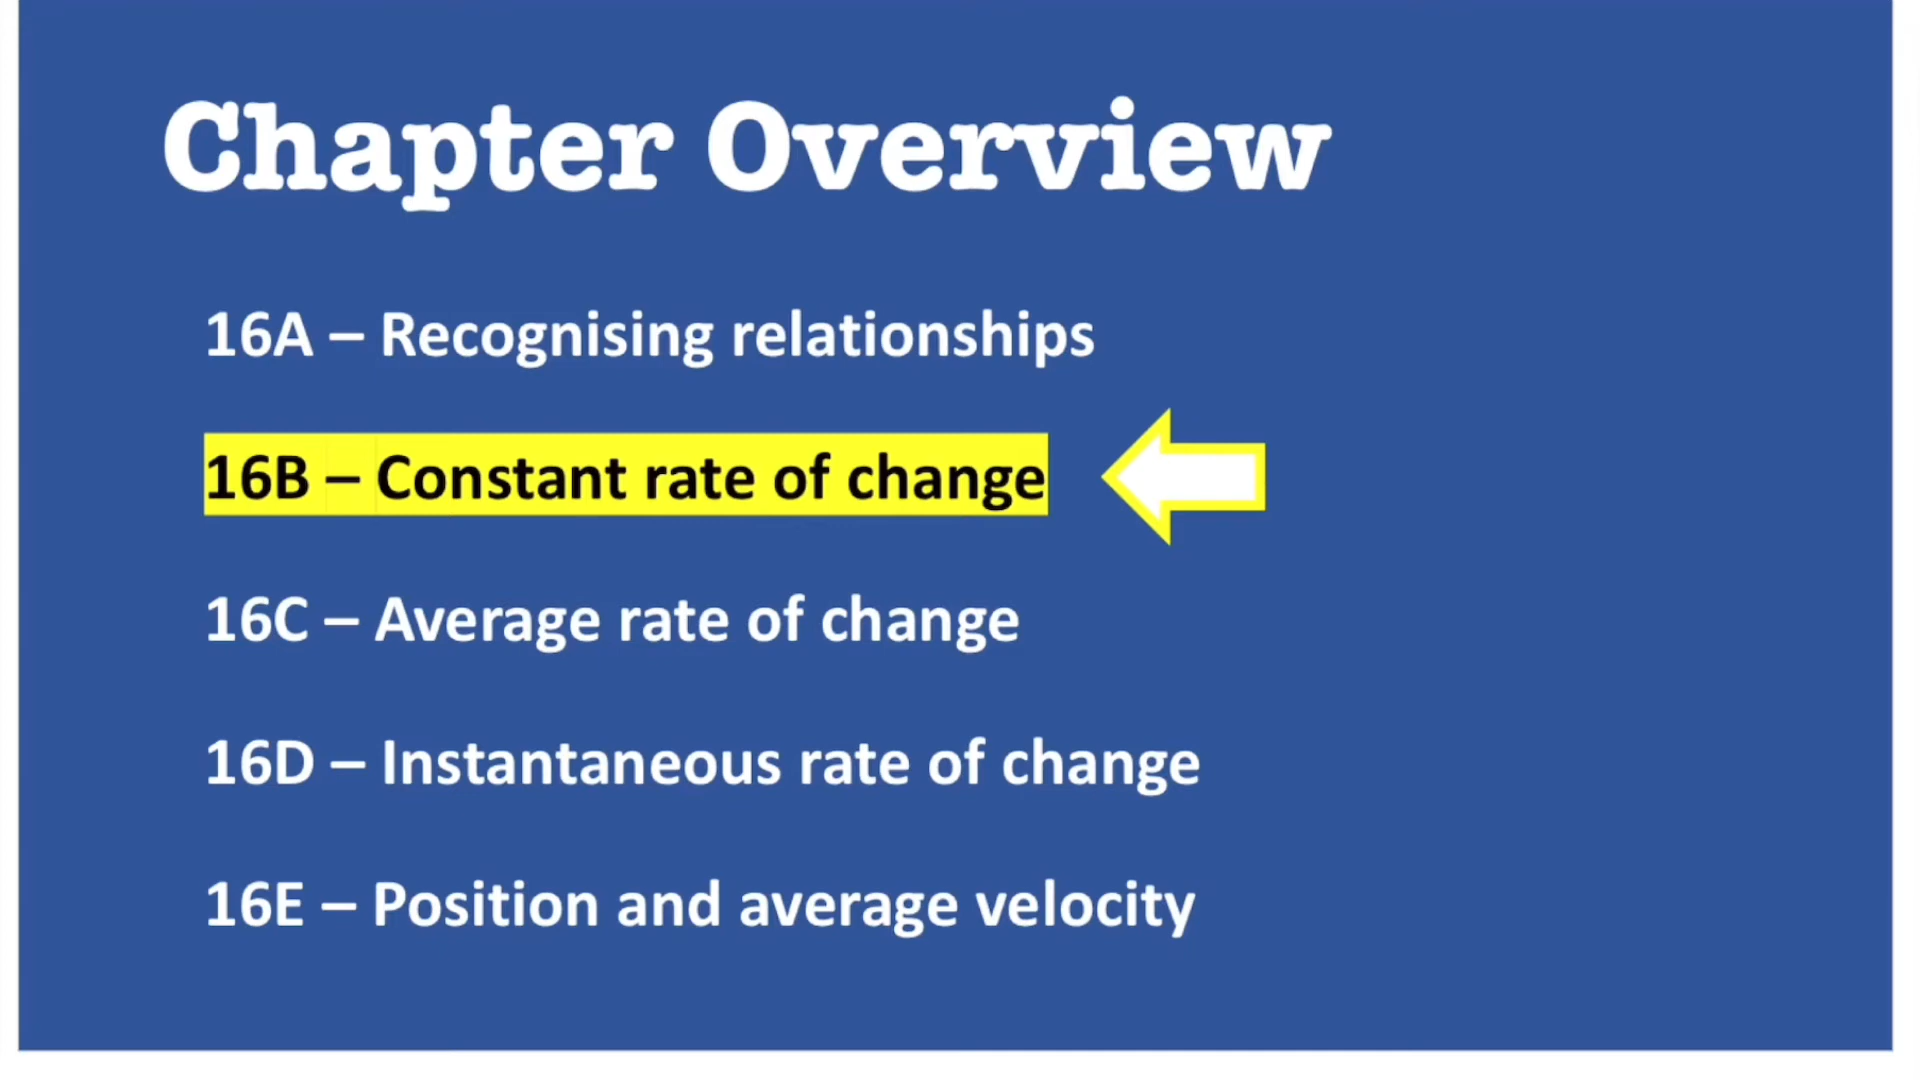 Chapter Overview
16A – Recognising relationships
16B – Constant rate of change
16C – Average rate of change
16D – Instantaneous rate of change
16E – Position and average velocity